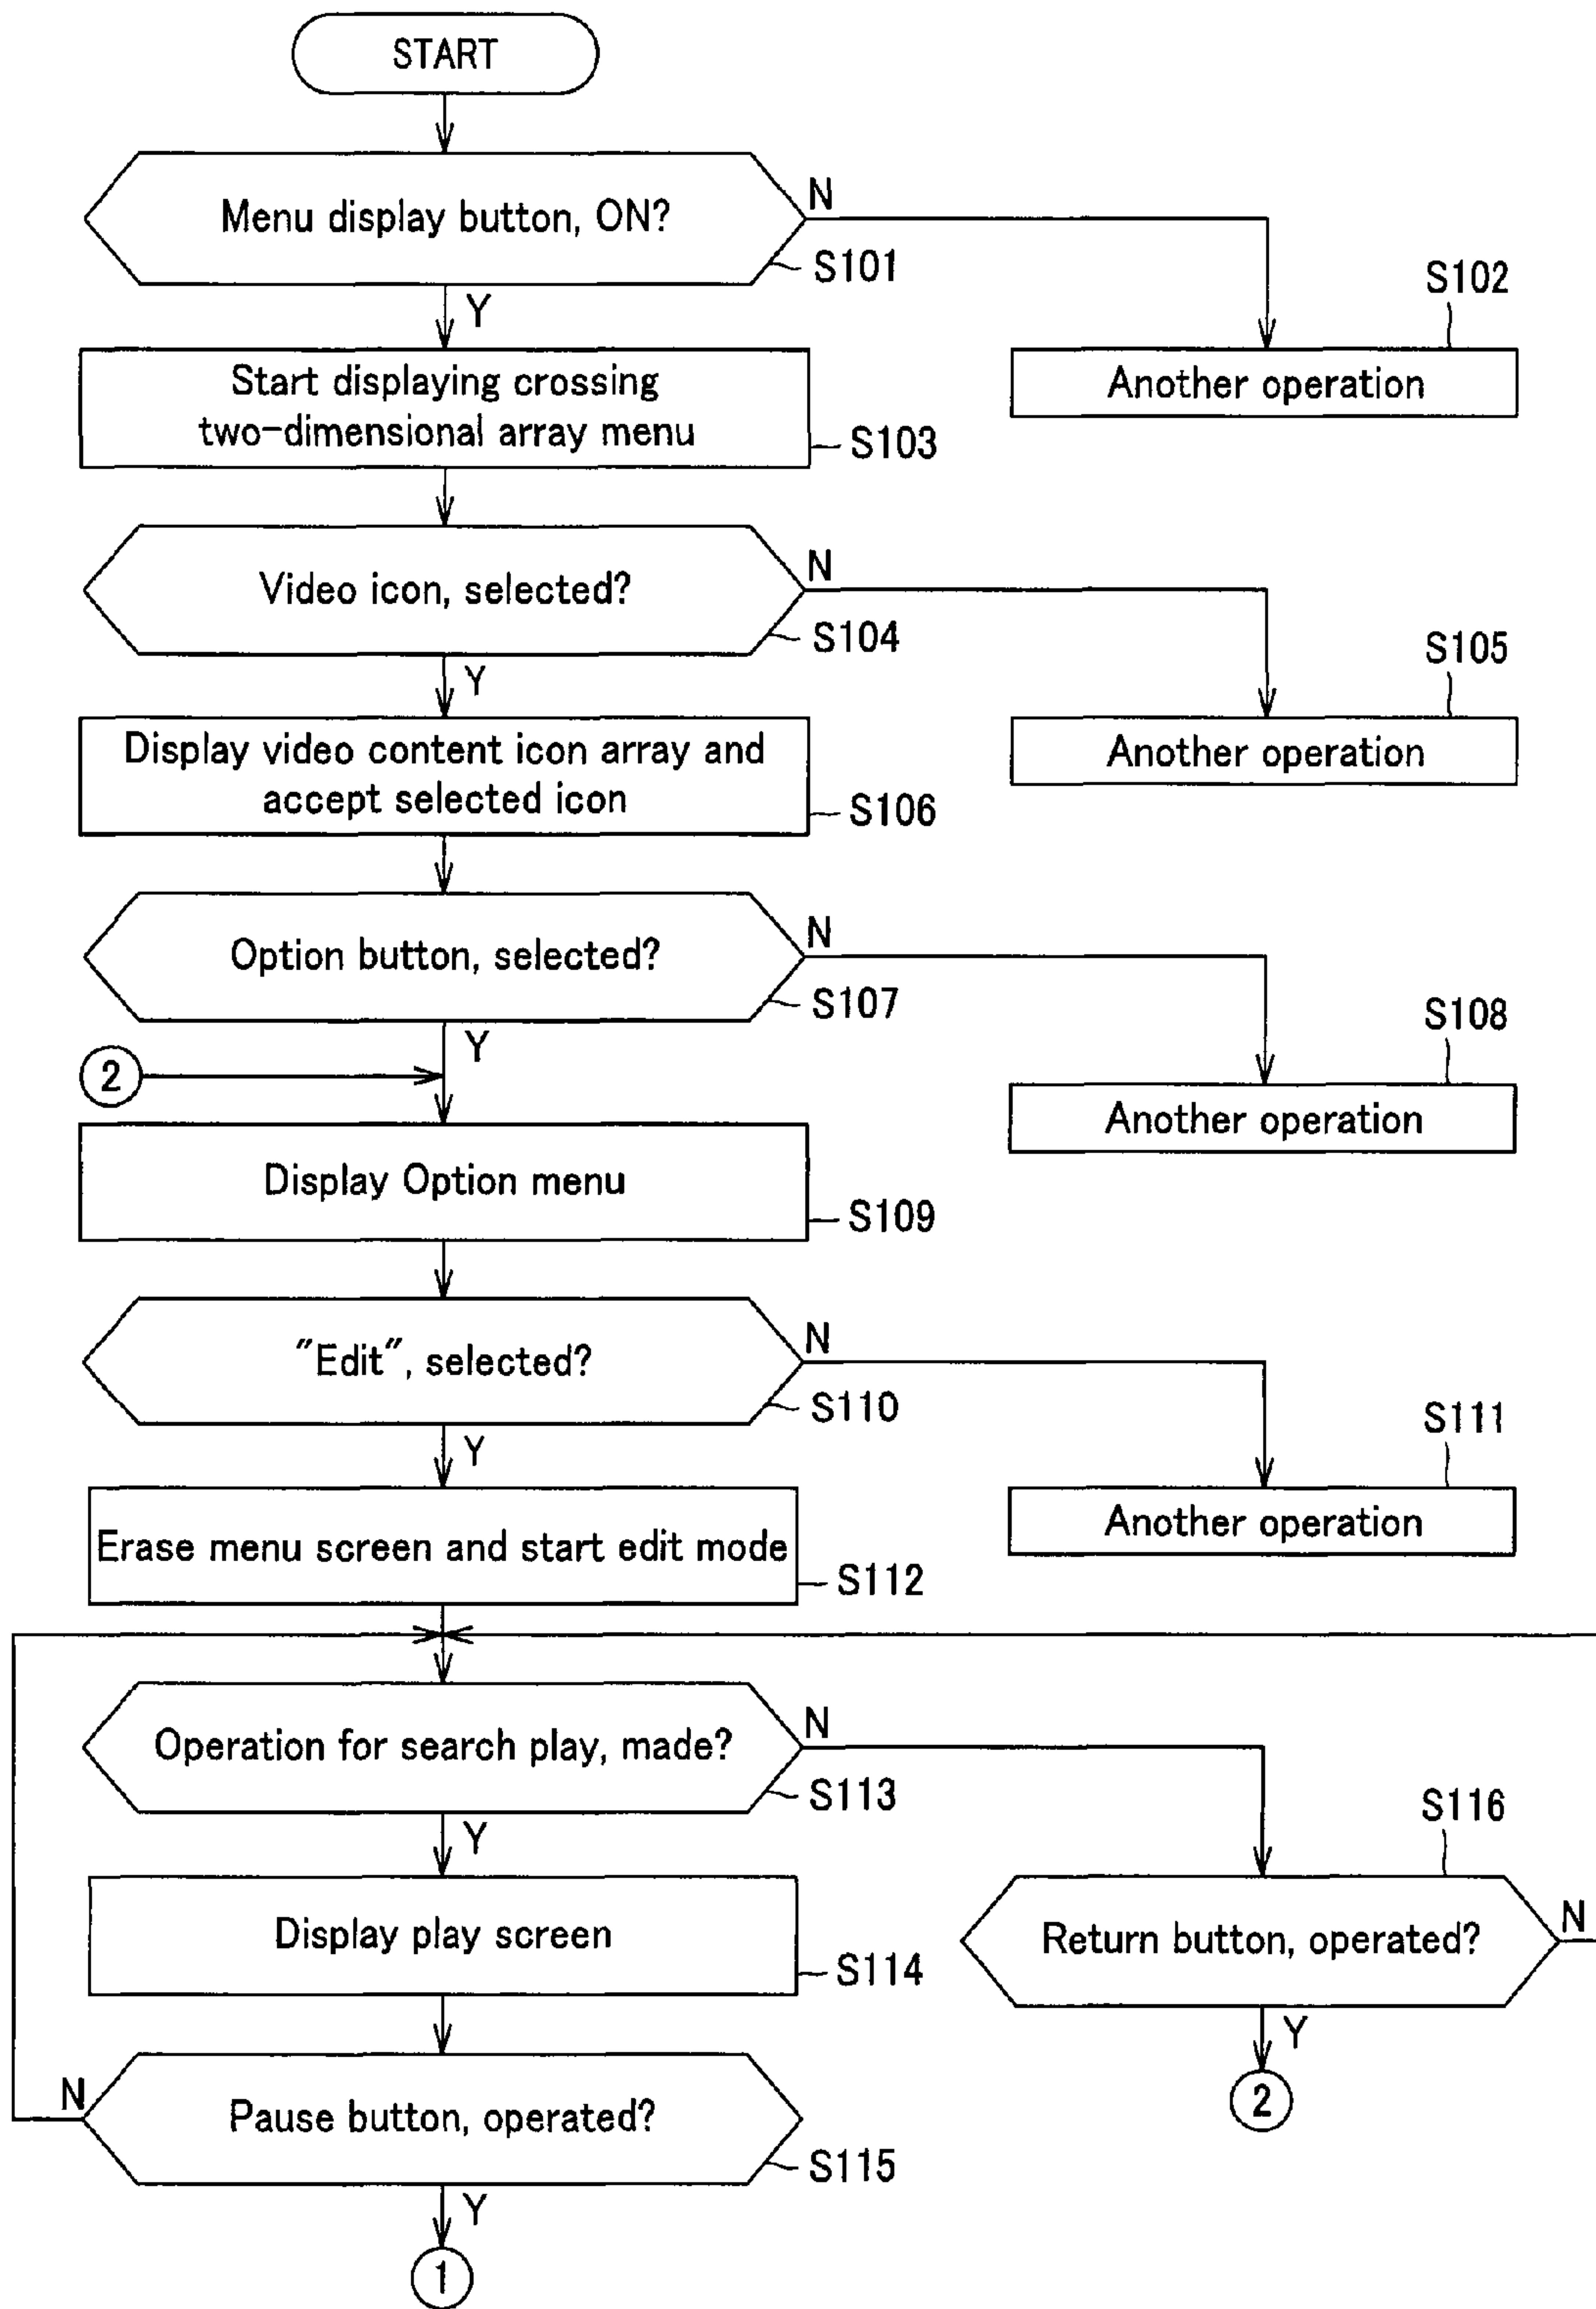 START
Menu display button, ON?
N
S101
Y
S102
Another operation
Start displaying crossing
two-dimensional array menu
S103
Video icon, selected?
N
S104
Y
S105
Another operation
Display video content icon array and
accept selected icon
S106
Option button, selected?
N
S107
Y
S108
Another operation
2
Display Option menu
S109
"Edit", selected?
N
S110
Y
S111
Another operation
Erase menu screen and start edit mode
S112
Operation for search play, made?
N
S113
Y
S116
Return button, operated?
N
Y
2
Display play screen
S114
N
Pause button, operated?
S115
Y
1